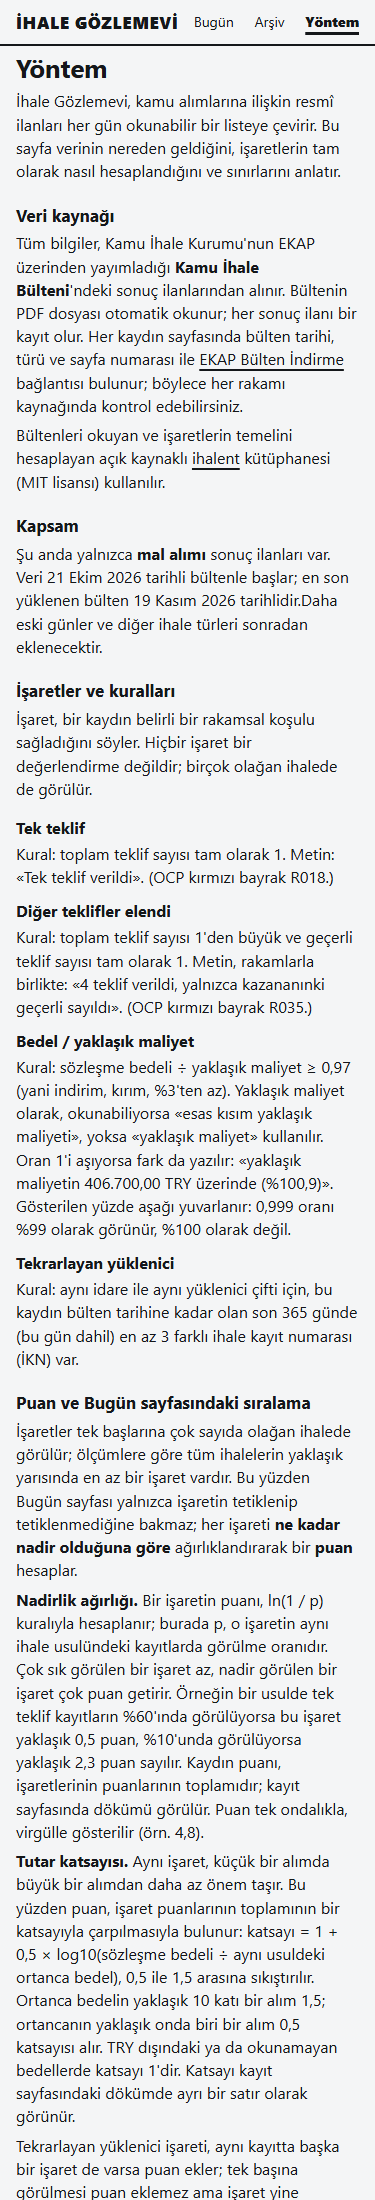 İHALE GÖZLEMEVİ Bugün Arşiv Yöntem
Yöntem
İhale Gözlemevi, kamu alımlarına ilişkin resmî
ilanları her gün okunabilir bir listeye çevirir. Bu
sayfa verinin nereden geldiğini, işaretlerin tam
olarak nasıl hesaplandığını ve sınırlarını anlatır.
Veri kaynağı
Tüm bilgiler, Kamu İhale Kurumu'nun EKAP
üzerinden yayımladığı Kamu İhale
Bülteni'ndeki sonuç ilanlarından alınır. Bültenin
PDF dosyası otomatik okunur; her sonuç ilanı bir
kayıt olur. Her kaydın sayfasında bülten tarihi,
türü ve sayfa numarası ile EKAP Bülten İndirme
bağlantısı bulunur; böylece her rakamı
kaynağında kontrol edebilirsiniz.
Bültenleri okuyan ve işaretlerin temelini
hesaplayan açık kaynaklı ihalent kütüphanesi
(MIT lisansı) kullanılır.
Kapsam
Şu anda yalnızca mal alımı sonuç ilanları var.
Veri 21 Ekim 2026 tarihli bültenle başlar; en son
yüklenen bülten 19 Kasım 2026 tarihlidir.Daha
eski günler ve diğer ihale türleri sonradan
eklenecektir.
İşaretler ve kuralları
İşaret, bir kaydın belirli bir rakamsal koşulu
sağladığını söyler. Hiçbir işaret bir
değerlendirme değildir; birçok olağan ihalede
de görülür.
Tek teklif
Kural: toplam teklif sayısı tam olarak 1. Metin:
«Tek teklif verildi». (OCP kırmızı bayrak R018.)
Diğer teklifler elendi
Kural: toplam teklif sayısı 1'den büyük ve geçerli
teklif sayısı tam olarak 1. Metin, rakamlarla
birlikte: «4 teklif verildi, yalnızca kazananınki
geçerli sayıldı». (OCP kırmızı bayrak R035.)
Bedel / yaklaşık maliyet
Kural: sözleşme bedeli ÷ yaklaşık maliyet ≥ 0,97
(yani indirim, kırım, %3'ten az). Yaklaşık maliyet
olarak, okunabiliyorsa «esas kısım yaklaşık
maliyeti», yoksa «yaklaşık maliyet» kullanılır.
Oran 1'i aşıyorsa fark da yazılır: «yaklaşık
maliyetin 406.700,00 TRY üzerinde (%100,9)».
Gösterilen yüzde aşağı yuvarlanır: 0,999 oranı
%99 olarak görünür, %100 olarak değil.
Tekrarlayan yüklenici
Kural: aynı idare ile aynı yüklenici çifti için, bu
kaydın bülten tarihine kadar olan son 365 günde
(bu gün dahil) en az 3 farklı ihale kayıt numarası
(İKN) var.
Puan ve Bugün sayfasındaki sıralama
İşaretler tek başlarına çok sayıda olağan ihalede
görülür; ölçümlere göre tüm ihalelerin yaklaşık
yarısında en az bir işaret vardır. Bu yüzden
Bugün sayfası yalnızca işaretin tetiklenip
tetiklenmediğine bakmaz; her işareti ne kadar
nadir olduğuna göre ağırlıklandırarak bir puan
hesaplar.
Nadirlik ağırlığı. Bir işaretin puanı, ln(1 / p)
kuralıyla hesaplanır; burada p, o işaretin aynı
ihale usulündeki kayıtlarda görülme oranıdır.
Çok sık görülen bir işaret az, nadir görülen bir
işaret çok puan getirir. Örneğin bir usulde tek
teklif kayıtların %60'ında görülüyorsa bu işaret
yaklaşık 0,5 puan, %10'unda görülüyorsa
yaklaşık 2,3 puan sayılır. Kaydın puanı,
işaretlerinin puanlarının toplamıdır; kayıt
sayfasında dökümü görülür. Puan tek ondalıkla,
virgülle gösterilir (örn. 4,8).
Tutar katsayısı. Aynı işaret, küçük bir alımda
büyük bir alımdan daha az önem taşır. Bu
yüzden puan, işaret puanlarının toplamının bir
katsayıyla çarpılmasıyla bulunur: katsayı = 1 +
0,5 × log10(sözleşme bedeli ÷ aynı usuldeki
ortanca bedel), 0,5 ile 1,5 arasına sıkıştırılır.
Ortanca bedelin yaklaşık 10 katı bir alım 1,5;
ortancanın yaklaşık onda biri bir alım 0,5
katsayısı alır. TRY dışındaki ya da okunamayan
bedellerde katsayı 1'dir. Katsayı kayıt
sayfasındaki dökümde ayrı bir satır olarak
görünür.
Tekrarlayan yüklenici işareti, aynı kayıtta başka
bir işaret de varsa puan ekler; tek başına
görülmesi puan eklemez ama işaret yine